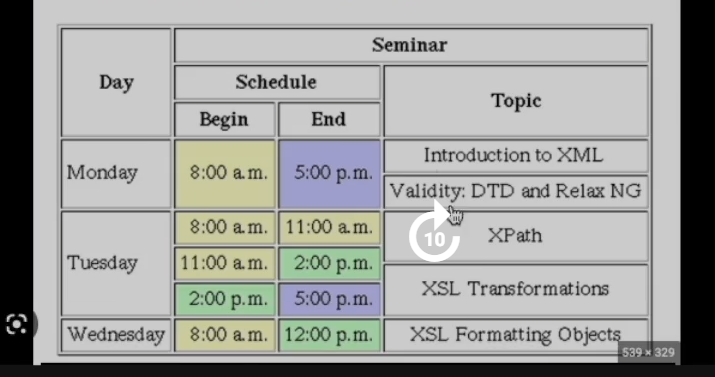 Seminar
Day
Schedule
Topic
Begin
End
Monday
8:00 a.m.
5:00 p.m.
Introduction to XML
Validity: DTD and Relax NG
Tuesday
8:00 a.m.
11:00 a.m.
XPath
11:00 a.m.
2:00 p.m.
XSL Transformations
2:00 p.m.
5:00 p.m.
Wednesday
8:00 a.m.
12:00 p.m.
XSL Formatting Objects
10
539 × 329